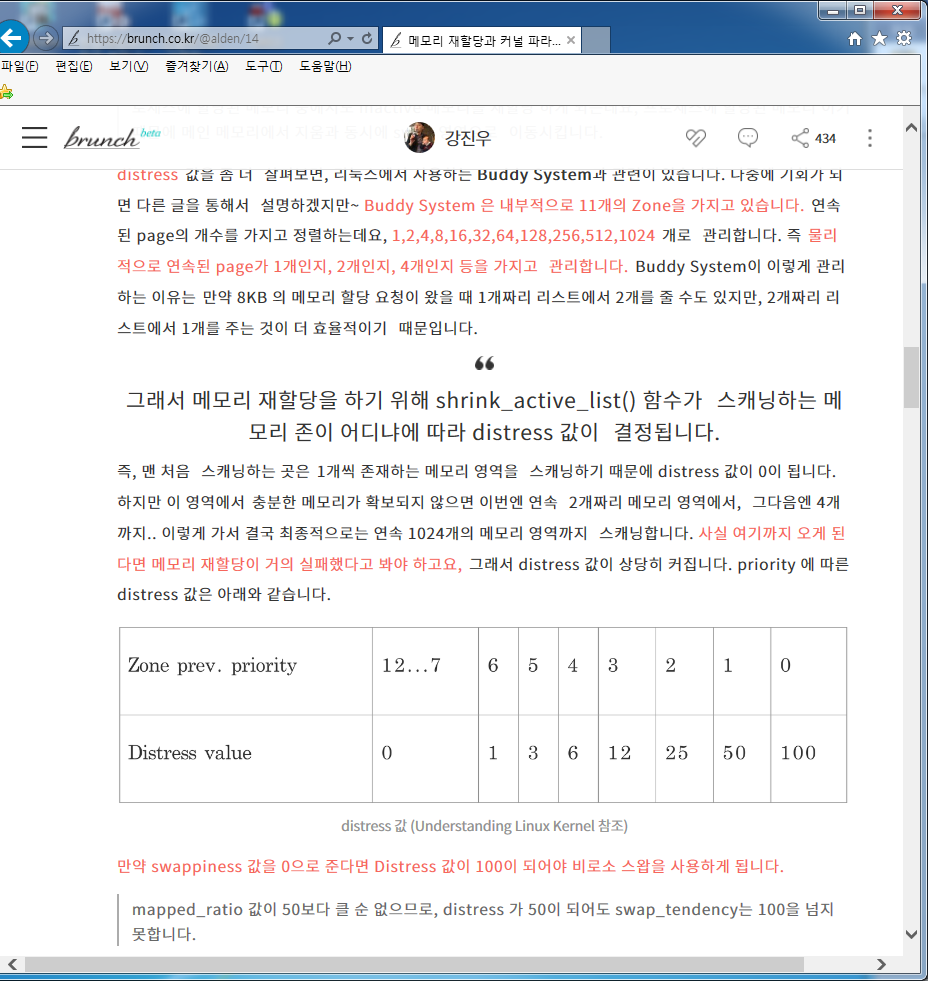 https://brunch.co.kr/@alden/14
메모리 재할당과 커널 파라...
파일(F) 편집(E) 보기(V) 즐겨찾기(A) 도구(T) 도움말(H)
brunch beta
강진우
434
distress 값을 좀 더 살펴보면, 리눅스에서 사용하는 Buddy System과 관련이 있습니다. 나중에 기회가 되
면 다른 글을 통해서 설명하겠지만~ Buddy System 은 내부적으로 11개의 Zone을 가지고 있습니다. 연속
된 page의 개수를 가지고 정렬하는데요, 1,2,4,8,16,32,64,128,256,512,1024 개로 관리합니다. 즉 물리
적으로 연속된 page가 1개인지, 2개인지, 4개인지 등을 가지고 관리합니다. Buddy System이 이렇게 관리
하는 이유는 만약 8KB 의 메모리 할당 요청이 왔을 때 1개짜리 리스트에서 2개를 줄 수도 있지만, 2개짜리 리
스트에서 1개를 주는 것이 더 효율적이기 때문입니다.
❝
그래서 메모리 재할당을 하기 위해 shrink_active_list() 함수가 스캐닝하는 메
모리 존이 어디냐에 따라 distress 값이 결정됩니다.
즉, 맨 처음 스캐닝하는 곳은 1개씩 존재하는 메모리 영역을 스캐닝하기 때문에 distress 값이 0이 됩니다.
하지만 이 영역에서 충분한 메모리가 확보되지 않으면 이번엔 연속 2개짜리 메모리 영역에서, 그다음엔 4개
까지.. 이렇게 가서 결국 최종적으로는 연속 1024개의 메모리 영역까지 스캐닝합니다. 사실 여기까지 오게 된
다면 메모리 재할당이 거의 실패했다고 봐야 하고요, 그래서 distress 값이 상당히 커집니다. priority 에 따른
distress 값은 아래와 같습니다.
Zone prev. priority 12...7 6 5 4 3 2 1 0
Distress value 0 1 3 6 12 25 50 100
distress 값 (Understanding Linux Kernel 참조)
만약 swappiness 값을 0으로 준다면 Distress 값이 100이 되어야 비로소 스왑을 사용하게 됩니다.
mapped_ratio 값이 50보다 클 순 없으므로, distress 가 50이 되어도 swap_tendency는 100을 넘지
못합니다.